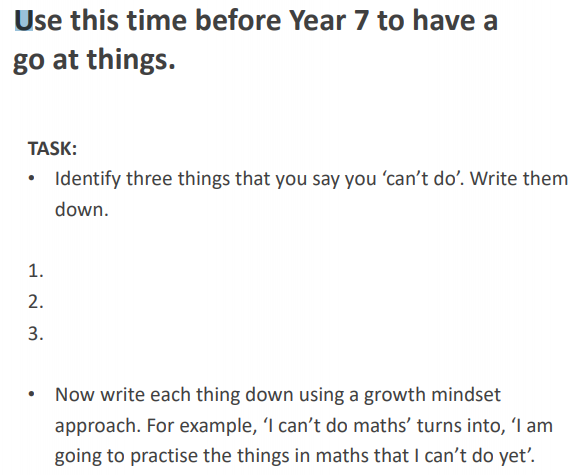 Use this time before Year 7 to have a
go at things.
TASK:
• Identify three things that you say you ‘can’t do’. Write them
down.
1.
2.
3.
• Now write each thing down using a growth mindset
approach. For example, ‘I can’t do maths’ turns into, ‘I am
going to practise the things in maths that I can’t do yet’.